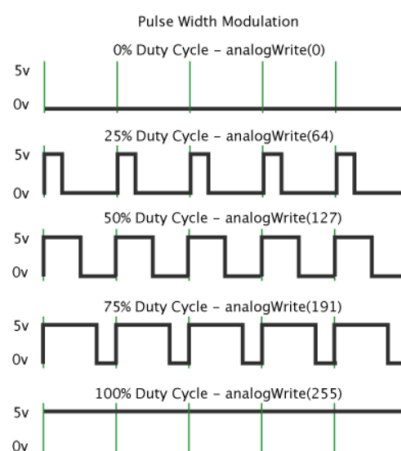 Pulse Width Modulation
0% Duty Cycle – analogWrite(0)
5v
0v
25% Duty Cycle – analogWrite(64)
5v
0v
50% Duty Cycle – analogWrite(127)
5v
0v
75% Duty Cycle – analogWrite(191)
5v
0v
100% Duty Cycle – analogWrite(255)
5v
0v